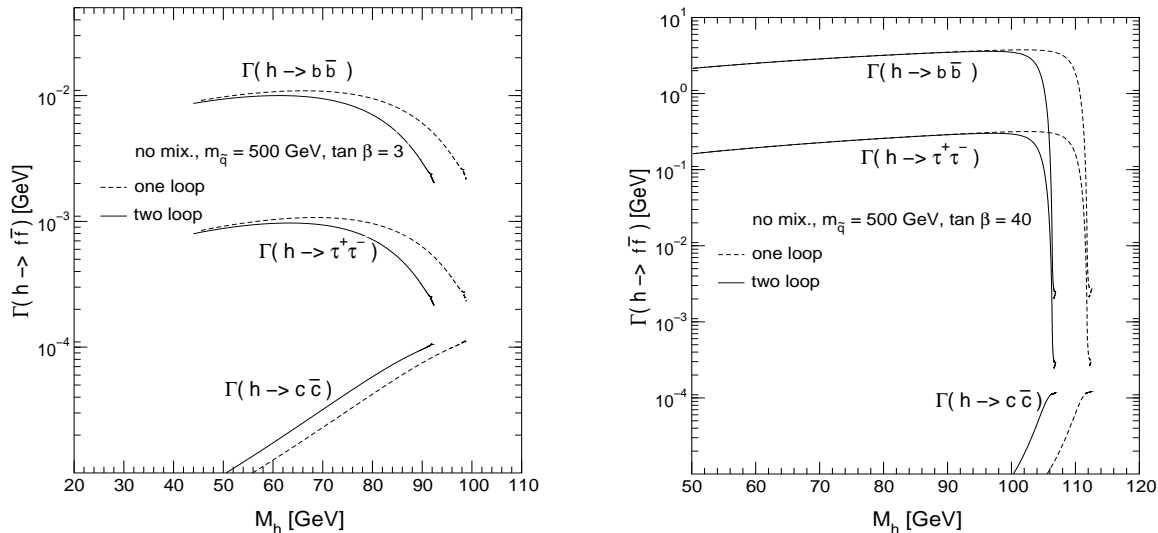 Γ(h -> f f̄) [GeV]
10⁻²
10⁻³
10⁻⁴
Γ(h -> b b̄)
no mix., m_q̃ = 500 GeV, tan β = 3
one loop
two loop
Γ(h -> τ⁺τ⁻)
Γ(h -> c c̄)
20 30 40 50 60 70 80 90 100 110
M_h [GeV]
Γ(h -> f f̄) [GeV]
10¹
10⁰
10⁻¹
10⁻²
10⁻³
10⁻⁴
Γ(h -> b b̄)
Γ(h -> τ⁺τ⁻)
no mix., m_q̃ = 500 GeV, tan β = 40
one loop
two loop
Γ(h -> c c̄)
50 60 70 80 90 100 110 120
M_h [GeV]